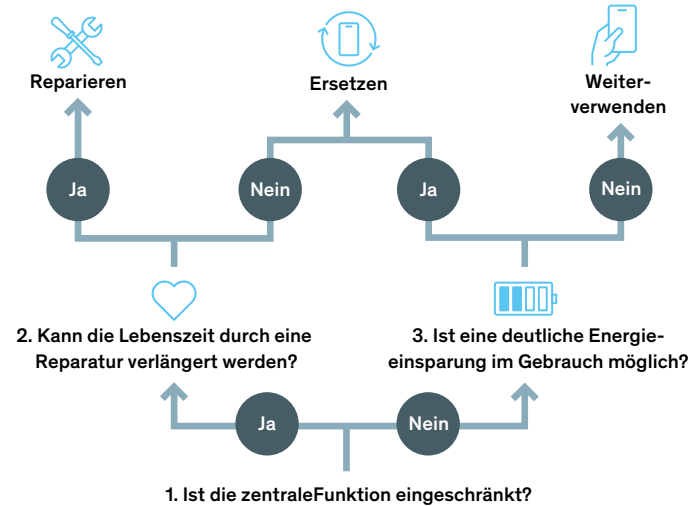 Reparieren
Ersetzen
Weiter-
verwenden
Ja
Nein
Ja
Nein
2. Kann die Lebenszeit durch eine
Reparatur verlängert werden?
3. Ist eine deutliche Energie-
einsparung im Gebrauch möglich?
Ja
Nein
1. Ist die zentraleFunktion eingeschränkt?